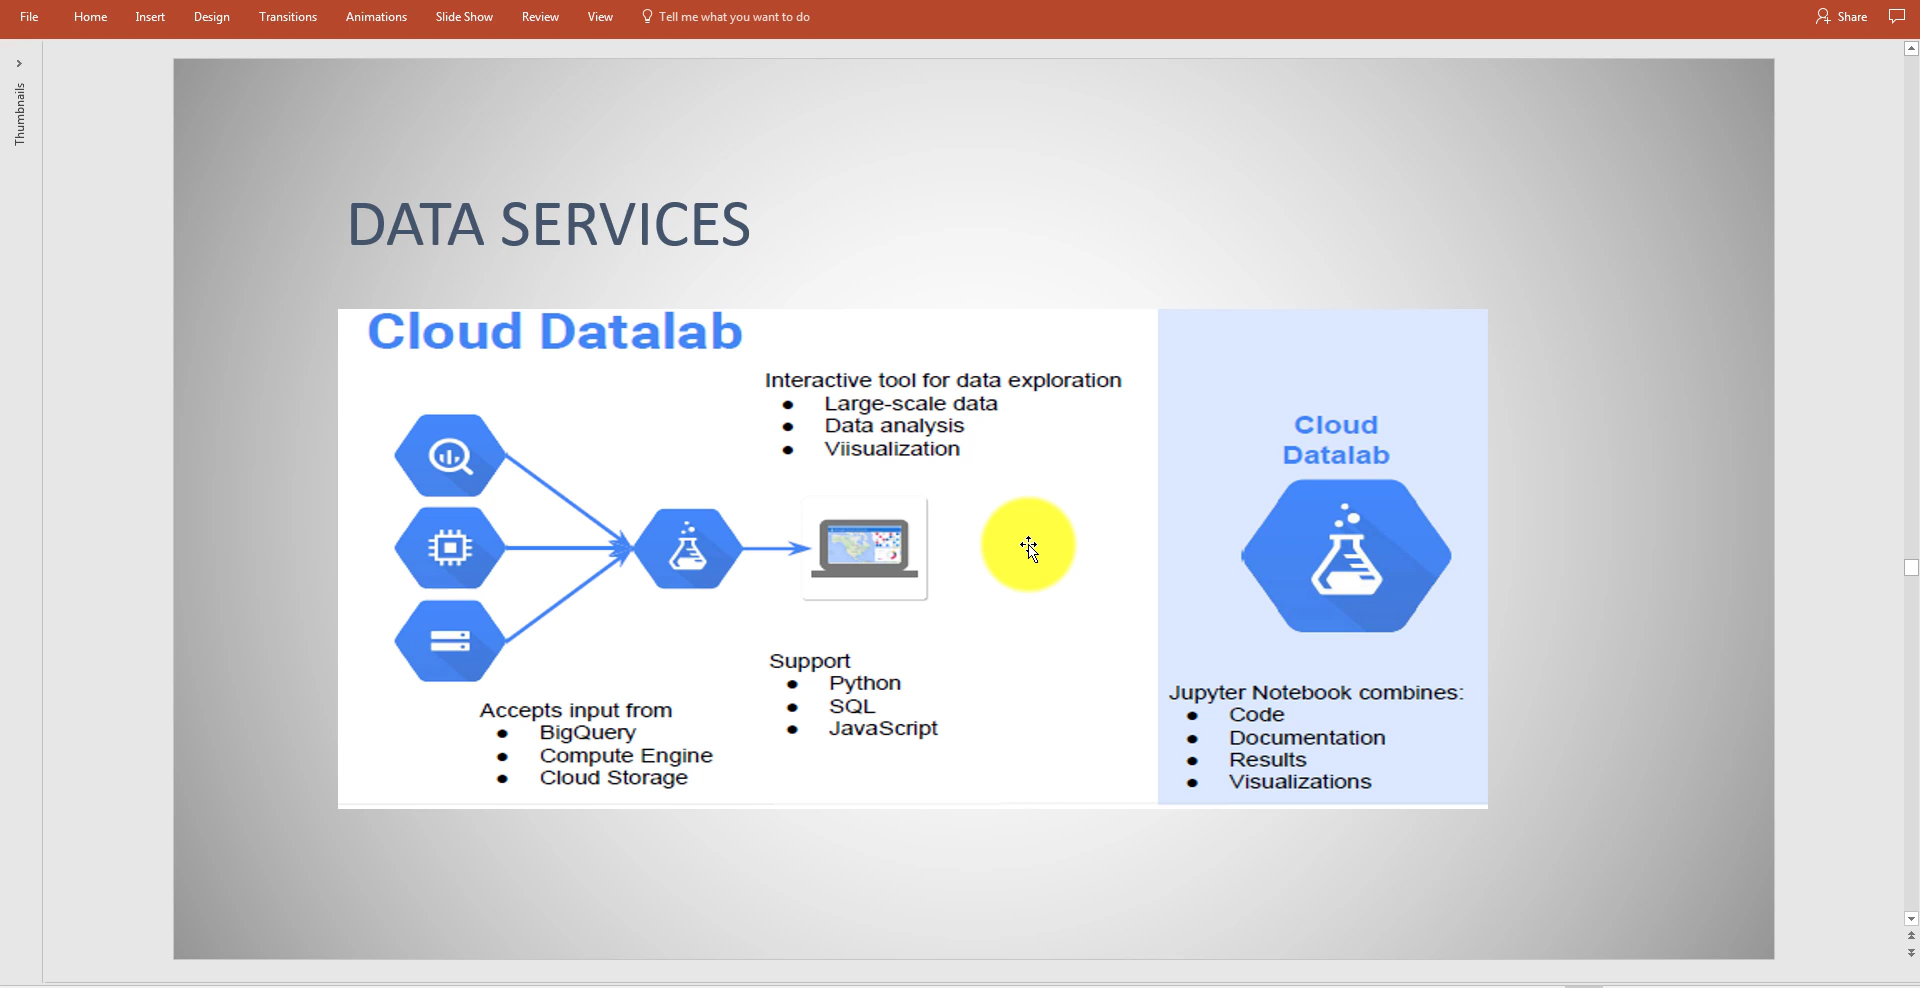 File Home Insert Design Transitions Animations Slide Show Review View Tell me what you want to do Share
Thumbnails
DATA SERVICES
Cloud Datalab
Interactive tool for data exploration
● Large-scale data
● Data analysis
● Viisualization
Accepts input from
● BigQuery
● Compute Engine
● Cloud Storage
Support
● Python
● SQL
● JavaScript
Cloud
Datalab
Jupyter Notebook combines:
● Code
● Documentation
● Results
● Visualizations